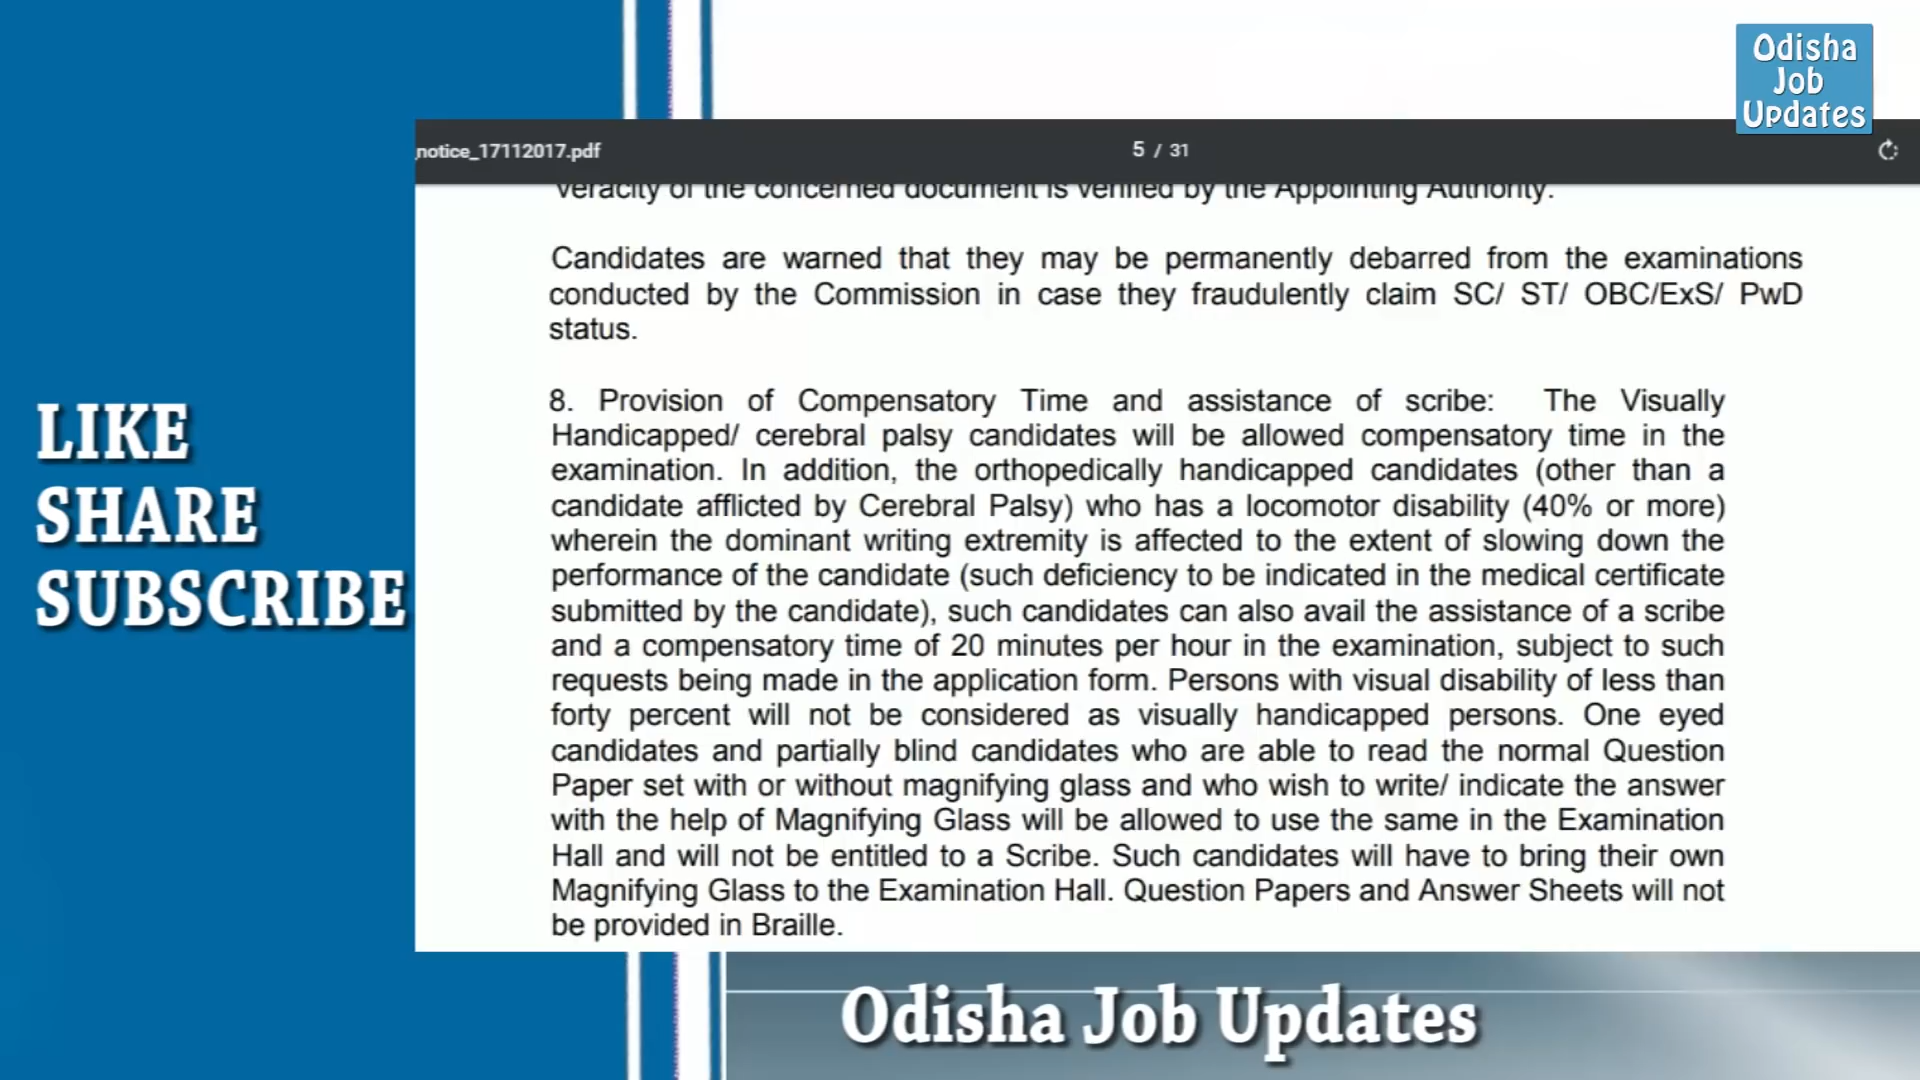 Odisha
Job
Updates
notice_17112017.pdf
5 / 31
veracity of the concerned document is verified by the Appointing Authority.
Candidates are warned that they may be permanently debarred from the examinations
conducted by the Commission in case they fraudulently claim SC/ ST/ OBC/ExS/ PwD
status.
8. Provision of Compensatory Time and assistance of scribe: The Visually
Handicapped/ cerebral palsy candidates will be allowed compensatory time in the
examination. In addition, the orthopedically handicapped candidates (other than a
candidate afflicted by Cerebral Palsy) who has a locomotor disability (40% or more)
wherein the dominant writing extremity is affected to the extent of slowing down the
performance of the candidate (such deficiency to be indicated in the medical certificate
submitted by the candidate), such candidates can also avail the assistance of a scribe
and a compensatory time of 20 minutes per hour in the examination, subject to such
requests being made in the application form. Persons with visual disability of less than
forty percent will not be considered as visually handicapped persons. One eyed
candidates and partially blind candidates who are able to read the normal Question
Paper set with or without magnifying glass and who wish to write/ indicate the answer
with the help of Magnifying Glass will be allowed to use the same in the Examination
Hall and will not be entitled to a Scribe. Such candidates will have to bring their own
Magnifying Glass to the Examination Hall. Question Papers and Answer Sheets will not
be provided in Braille.
LIKE
SHARE
SUBSCRIBE
Odisha Job Updates